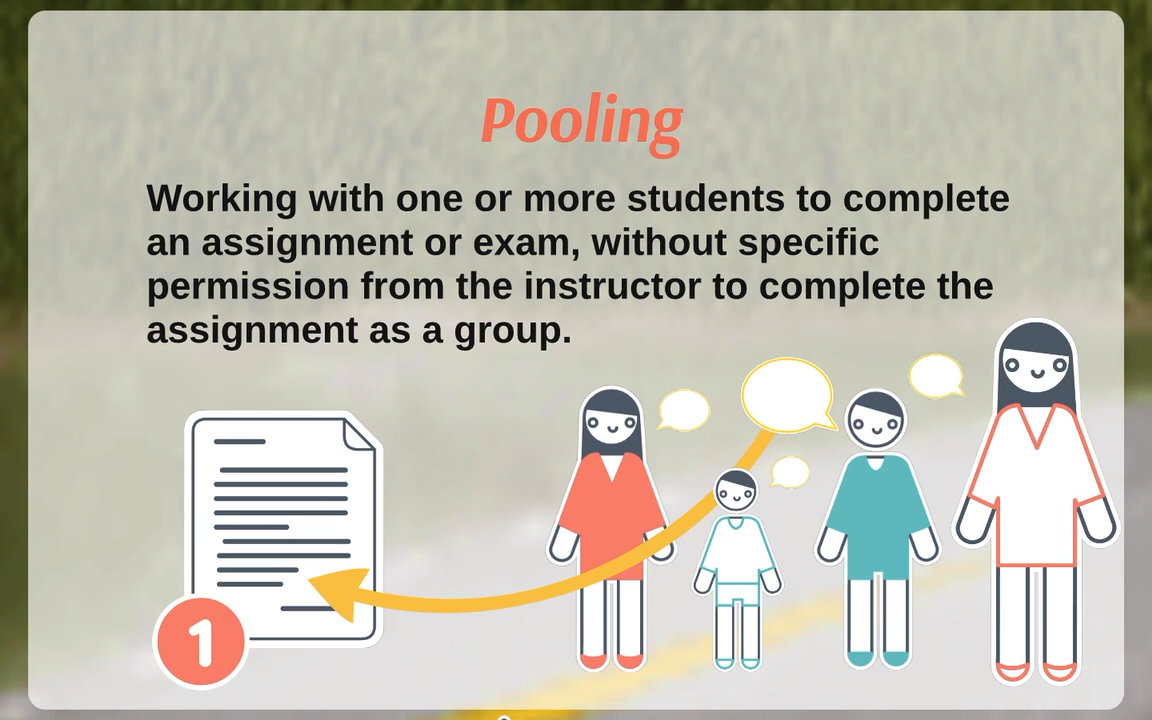 Pooling
Working with one or more students to complete
an assignment or exam, without specific
permission from the instructor to complete the
assignment as a group.
1